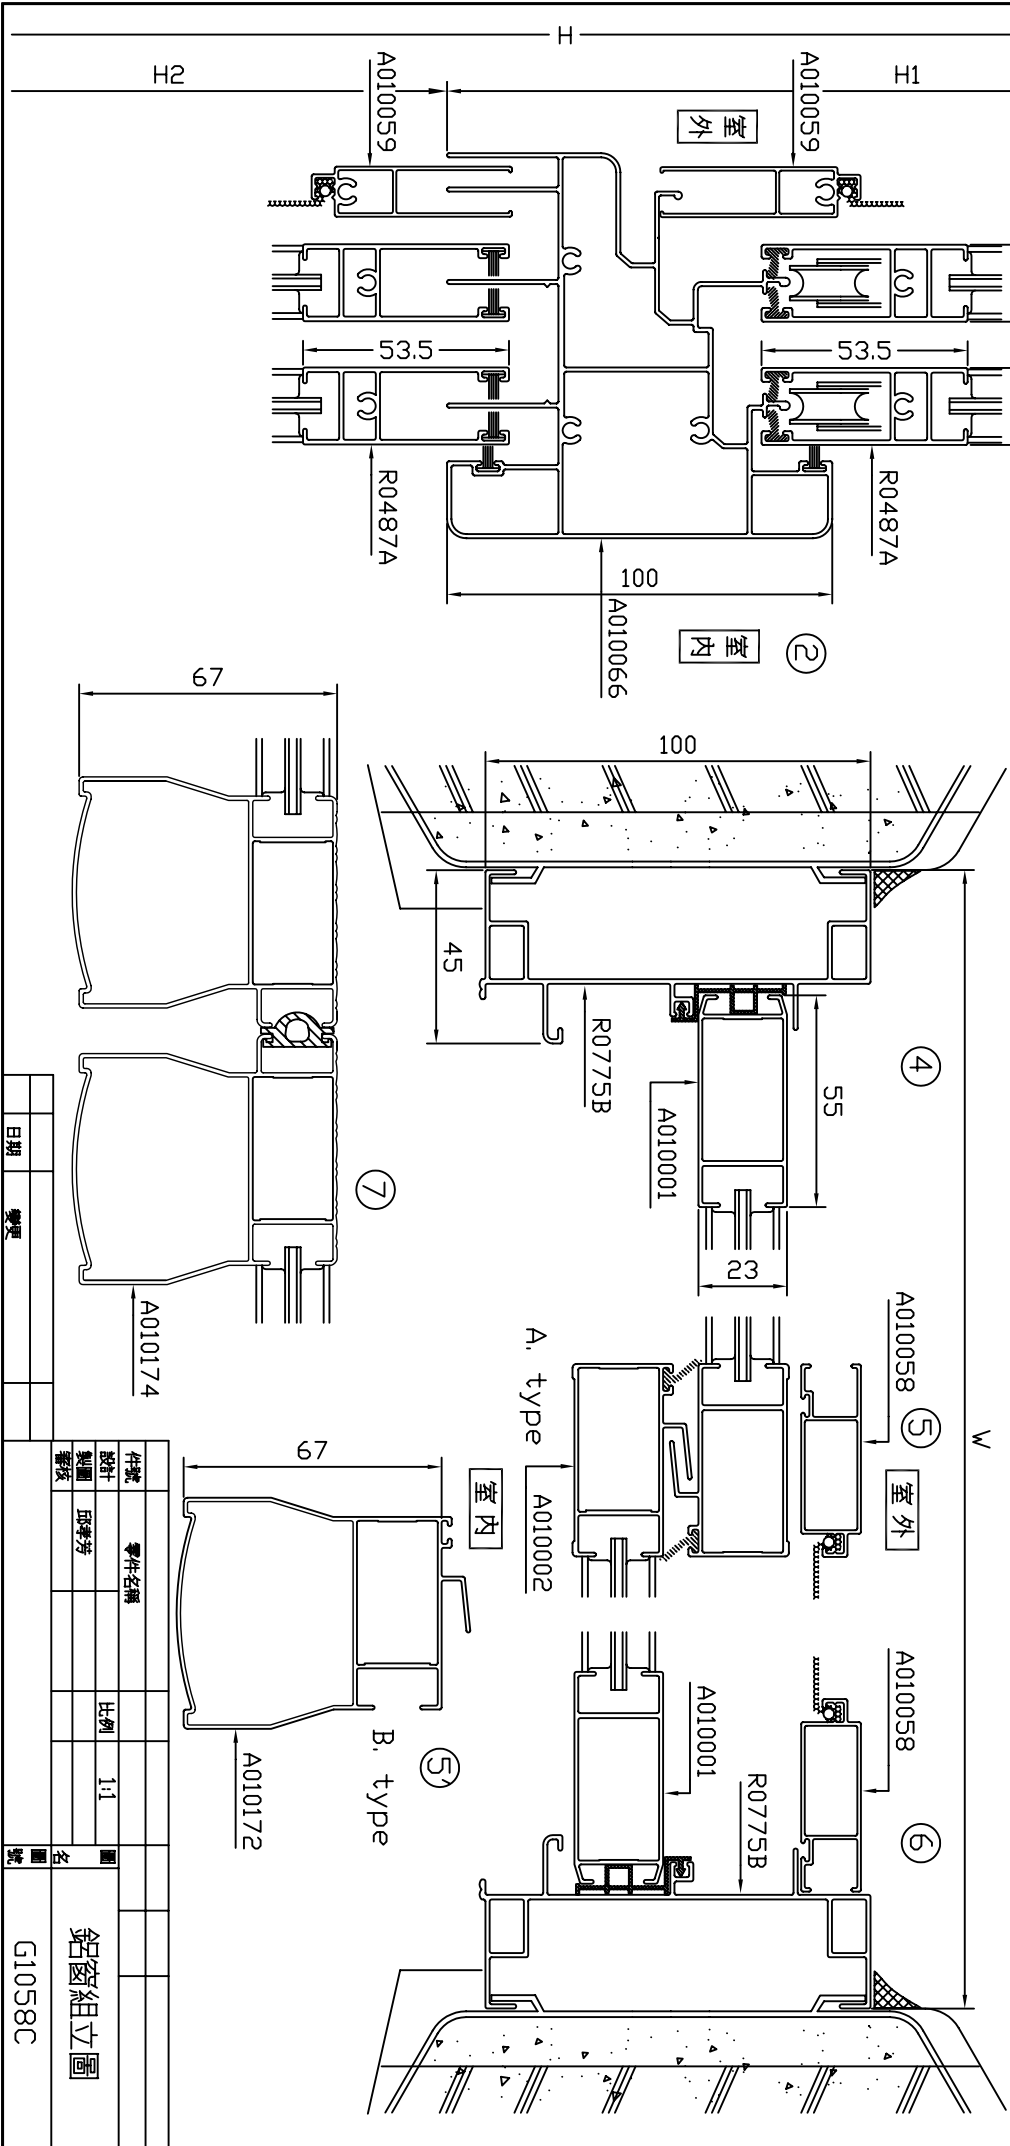 H
H2
H1
A010059
A010059
室外
53.5
53.5
R0487A
R0487A
100
A010066
室內
2
67
100
45
R0775B
A010001
55
4
23
W
7
A010174
A. type
A010002
A010058
5
室外
室內
67
5'
B. type
A010172
A010001
R0775B
A010058
6
日期
變更
件號
零件名稱
設計
製圖
邱孝芳
審核
比例
1:1
圖名
鋁窗組立圖
圖號
G1058C